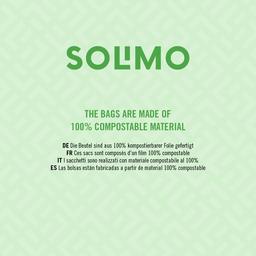 SOLIMO
THE BAGS ARE MADE OF
100% COMPOSTABLE MATERIAL
DE Die Beutel sind aus 100% kompostierbarer Folie gefertigt
FR Ces sacs sont composés d'un film 100% compostable
IT I sacchetti sono realizzati con materiale compostabile al 100%
ES Las bolsas están fabricadas a partir de material 100% compostable